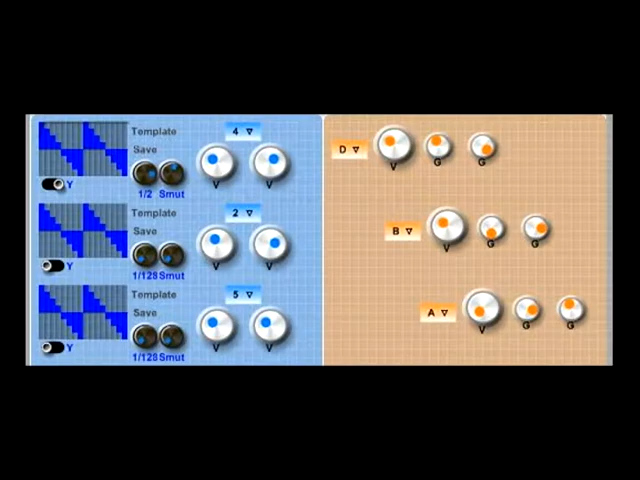 Template 4 ▽
Save
D ▽
V G G
Y 1/2 Smut V V
Template 2 ▽
Save
B ▽
V G G
Y 1/128 Smut V V
Template 5 ▽
Save
A ▽
V G G
Y 1/128 Smut V V